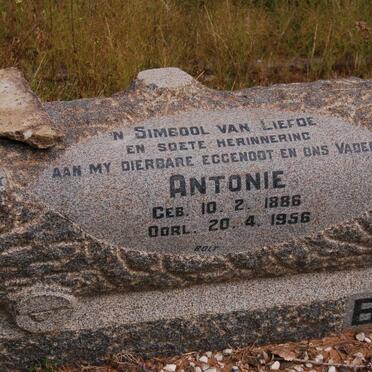 'N SIMBOOL VAN LIEFDE
EN SOETE HERINNERING
AAN MY DIERBARE EGGENOOT EN ONS VADER
ANTONIE
GEB. 10. 2. 1886
OORL. 20. 4. 1956
BOLT